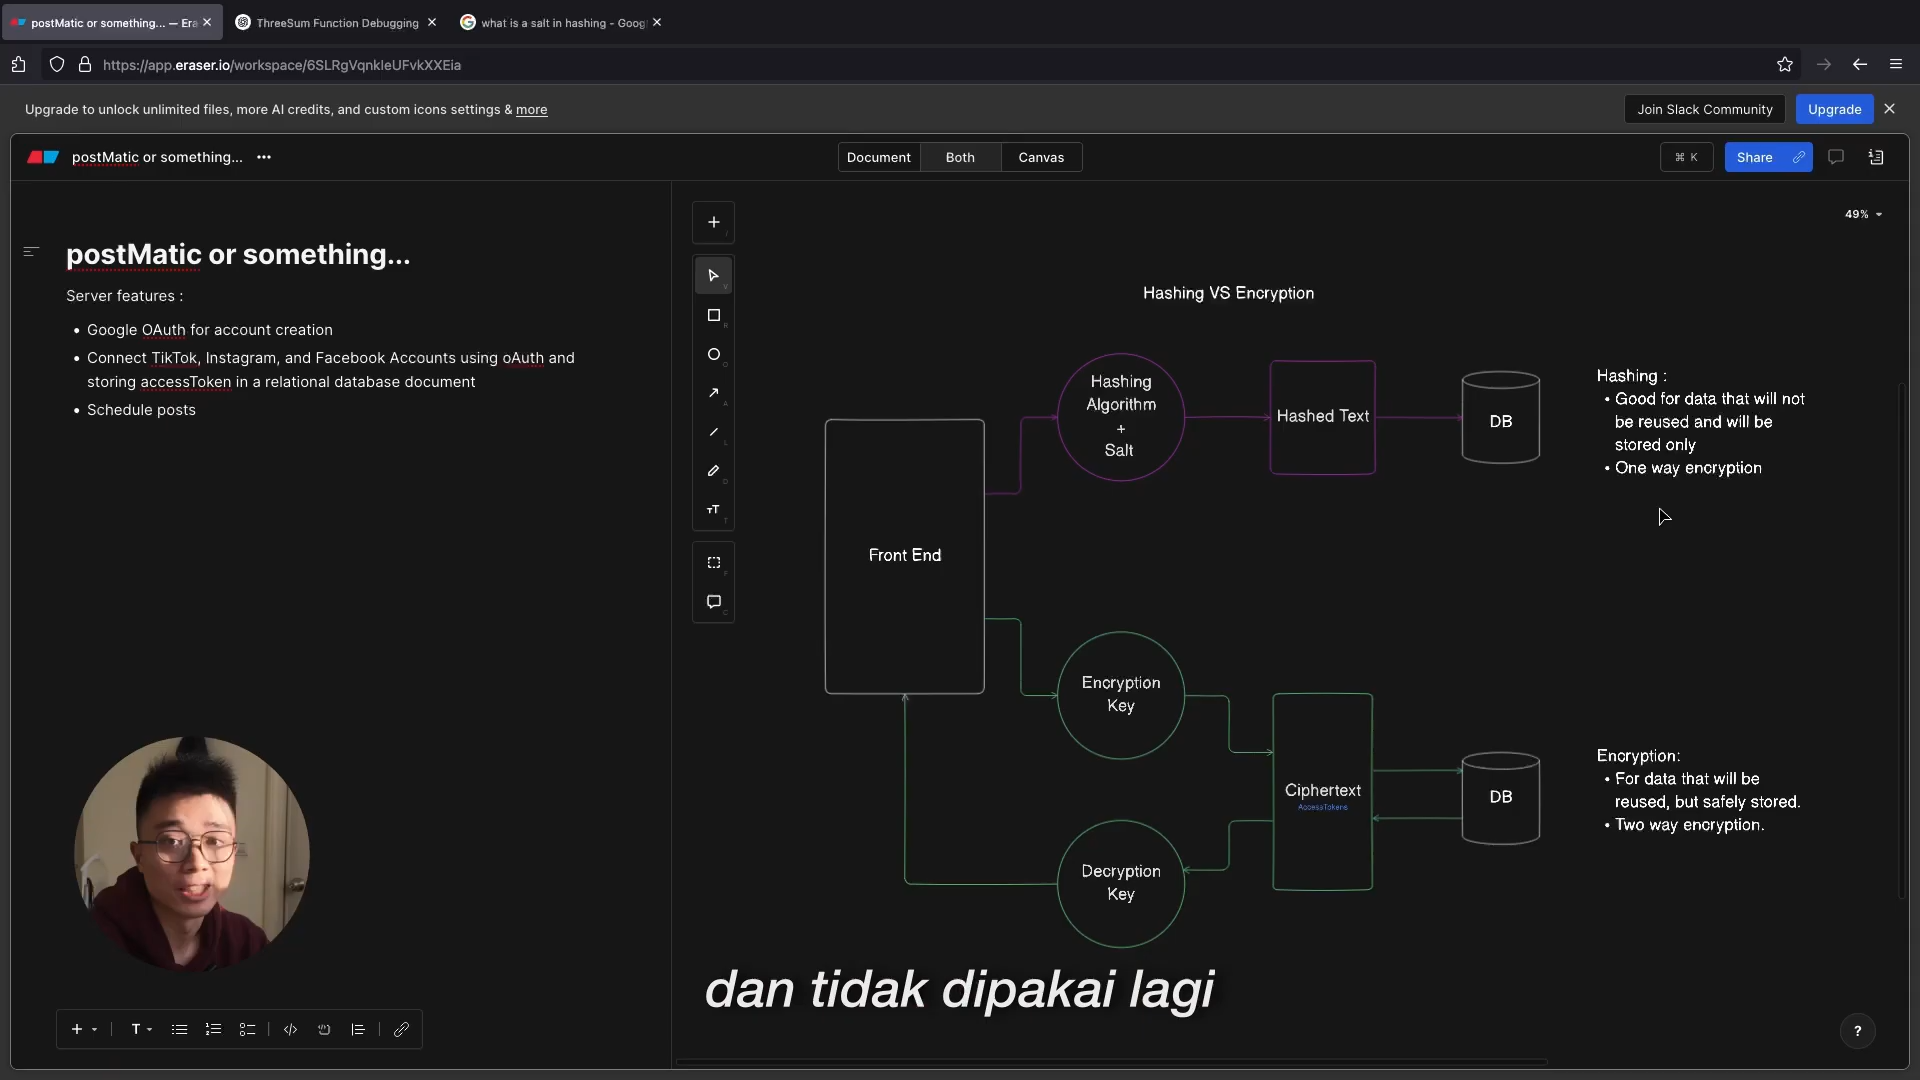 postMatic or something... — Era
ThreeSum Function Debugging
what is a salt in hashing - Goog
https://app.eraser.io/workspace/6SLRgVqnkleUFvkXXEia
Upgrade to unlock unlimited files, more AI credits, and custom icons settings & more
Join Slack Community
Upgrade
postMatic or something...
Document
Both
Canvas
⌘ K
Share
49%
postMatic or something...
Server features :
• Google OAuth for account creation
• Connect TikTok, Instagram, and Facebook Accounts using oAuth and
storing accessToken in a relational database document
• Schedule posts
Hashing VS Encryption
Front End
Hashing
Algorithm
+
Salt
Hashed Text
DB
Hashing :
• Good for data that will not
be reused and will be
stored only
• One way encryption
Encryption
Key
Ciphertext
AccessTokens
DB
Decryption
Key
Encryption:
• For data that will be
reused, but safely stored.
• Two way encryption.
dan tidak dipakai lagi